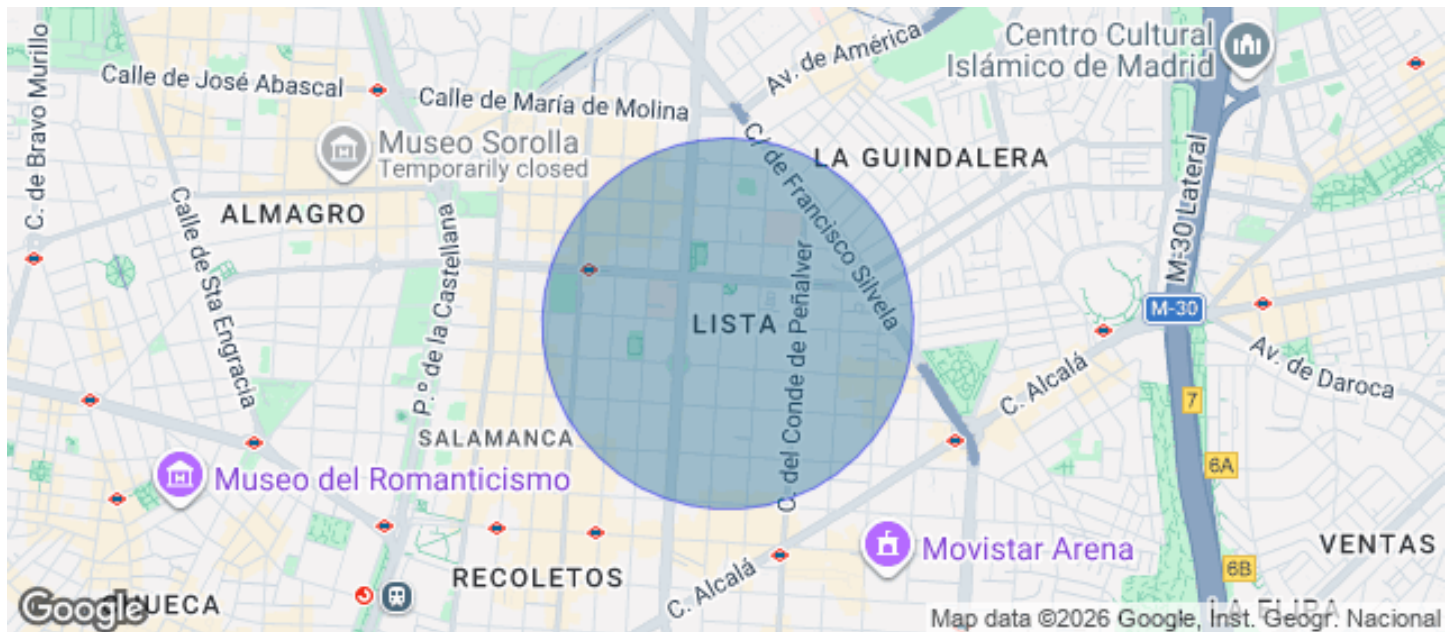 C. de Bravo Murillo
Calle de José Abascal
Calle de María de Molina
Av. de América
Centro Cultural
Islámico de Madrid
Museo Sorolla
Temporarily closed
C/ de Francisco Silvela
LA GUINDALERA
M-30 Lateral
ALMAGRO
Calle de Sta Engracia
P.º de la Castellana
LISTA
C. del Conde de Peñalver
M-30
C. Alcalá
Av. de Daroca
7
SALAMANCA
Museo del Romanticismo
6A
Movistar Arena
VENTAS
6B
RECOLETOS
C. Alcalá
Google
Map data ©2026 Google, Inst. Geogr. Nacional